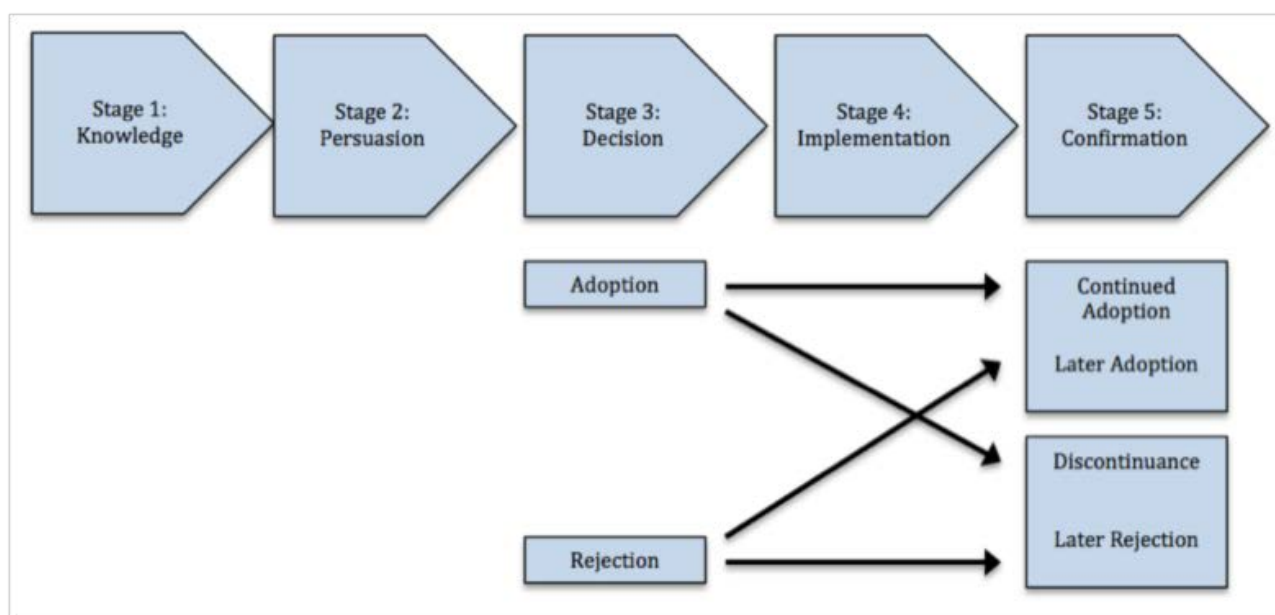 Stage 1:
Knowledge
Stage 2:
Persuasion
Stage 3:
Decision
Stage 4:
Implementation
Stage 5:
Confirmation
Adoption
Continued
Adoption
Later Adoption
Discontinuance
Rejection
Later Rejection